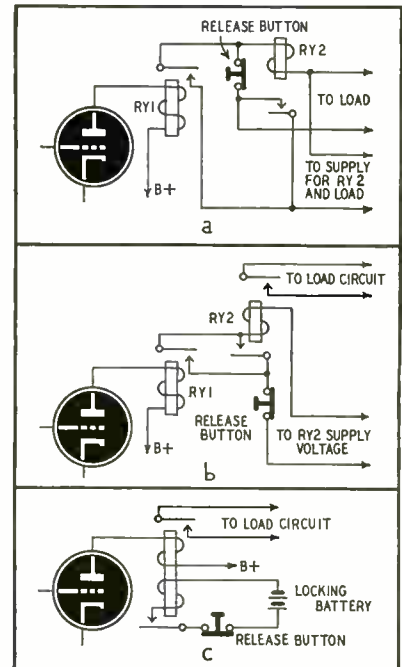 RELEASE BUTTON
RY2
RY1
TO LOAD
B+
TO SUPPLY
FOR RY 2
AND LOAD
a
TO LOAD CIRCUIT
RY2
RY1
RELEASE
BUTTON
B+
TO RY2 SUPPLY
VOLTAGE
b
TO LOAD CIRCUIT
B+
LOCKING
BATTERY
RELEASE BUTTON
C